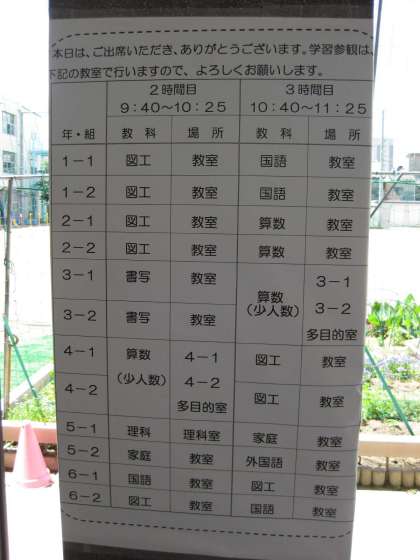 本日は、ご出席いただき、ありがとうございます。学習参観は、
下記の教室で行いますので、よろしくお願いします。
2時間目 3時間目
9:40～10:25 10:40～11:25
年・組 教科 場所 教科 場所
1-1 図工 教室 国語 教室
1-2 図工 教室 国語 教室
2-1 図工 教室 算数 教室
2-2 図工 教室 算数 教室
3-1 書写 教室 算数(少人数) 3-1
3-2 書写 教室 3-2
多目的室
4-1 算数(少人数) 4-1 図工 教室
4-2 4-2 図工 教室
多目的室
5-1 理科 理科室 家庭 教室
5-2 家庭 教室 外国語 教室
6-1 国語 教室 図工 教室
6-2 図工 教室 国語 教室